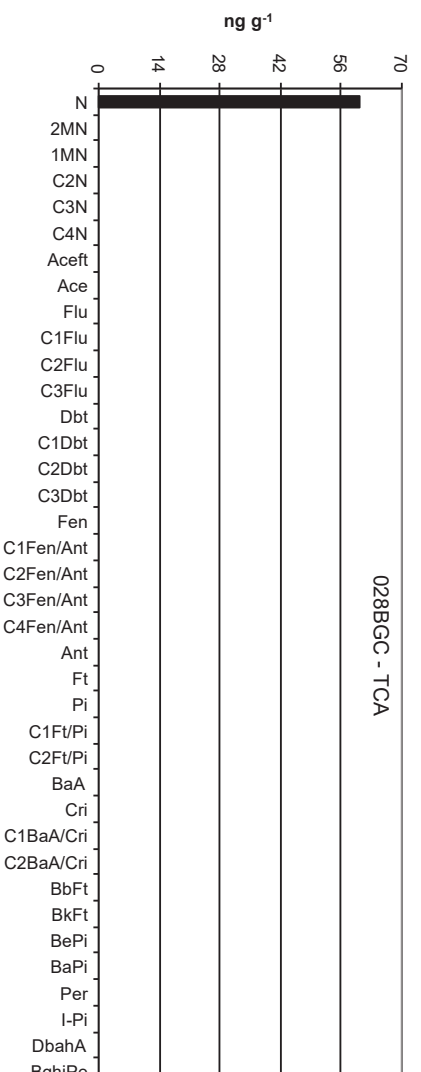 ng g-1
0
14
28
42
56
70
N
2MN
1MN
C2N
C3N
C4N
Aceft
Ace
Flu
C1Flu
C2Flu
C3Flu
Dbt
C1Dbt
C2Dbt
C3Dbt
Fen
C1Fen/Ant
C2Fen/Ant
C3Fen/Ant
C4Fen/Ant
Ant
Ft
Pi
C1Ft/Pi
C2Ft/Pi
BaA
Cri
C1BaA/Cri
C2BaA/Cri
BbFt
BkFt
BePi
BaPi
Per
I-Pi
DbahA
028BGC - TCA